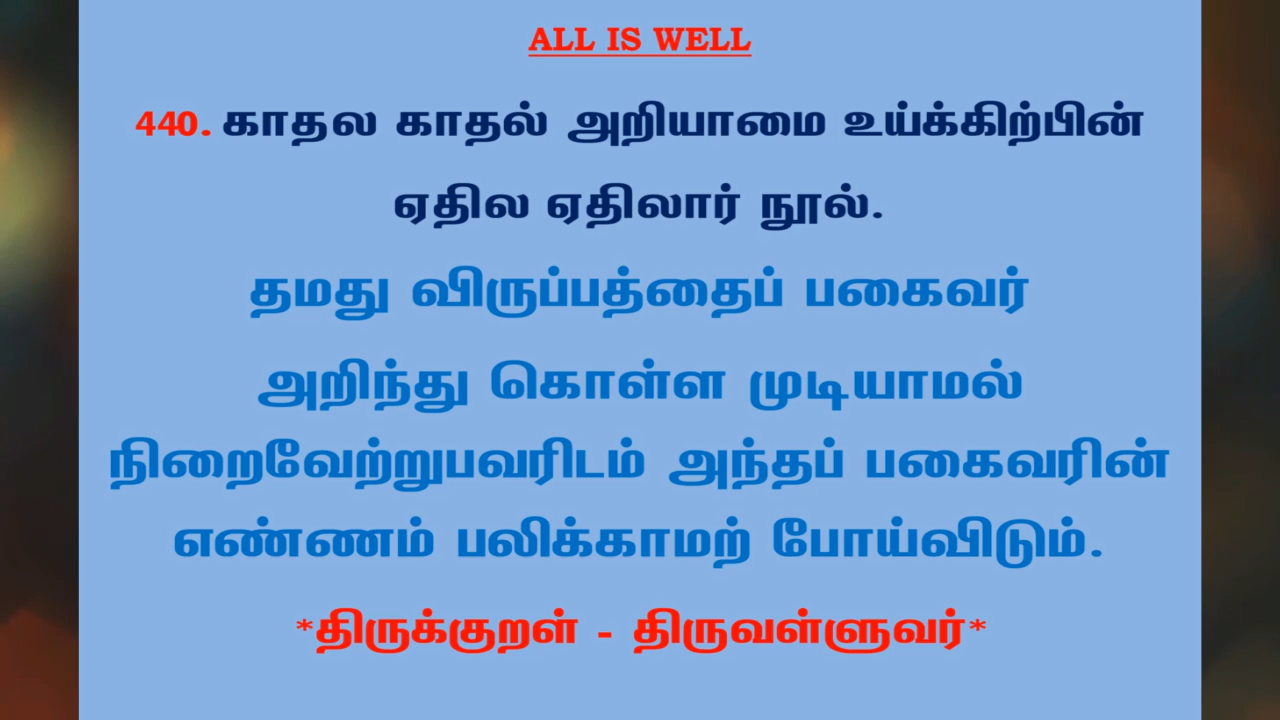 ALL IS WELL
440. காதல காதல் அறியாமை உய்க்கிற்பின்
ஏதில ஏதிலார் நூல்.
தமது விருப்பத்தைப் பகைவர்
அறிந்து கொள்ள முடியாமல்
நிறைவேற்றுபவரிடம் அந்தப் பகைவரின்
எண்ணம் பலிக்காமற் போய்விடும்.
*திருக்குறள் - திருவள்ளுவர்*